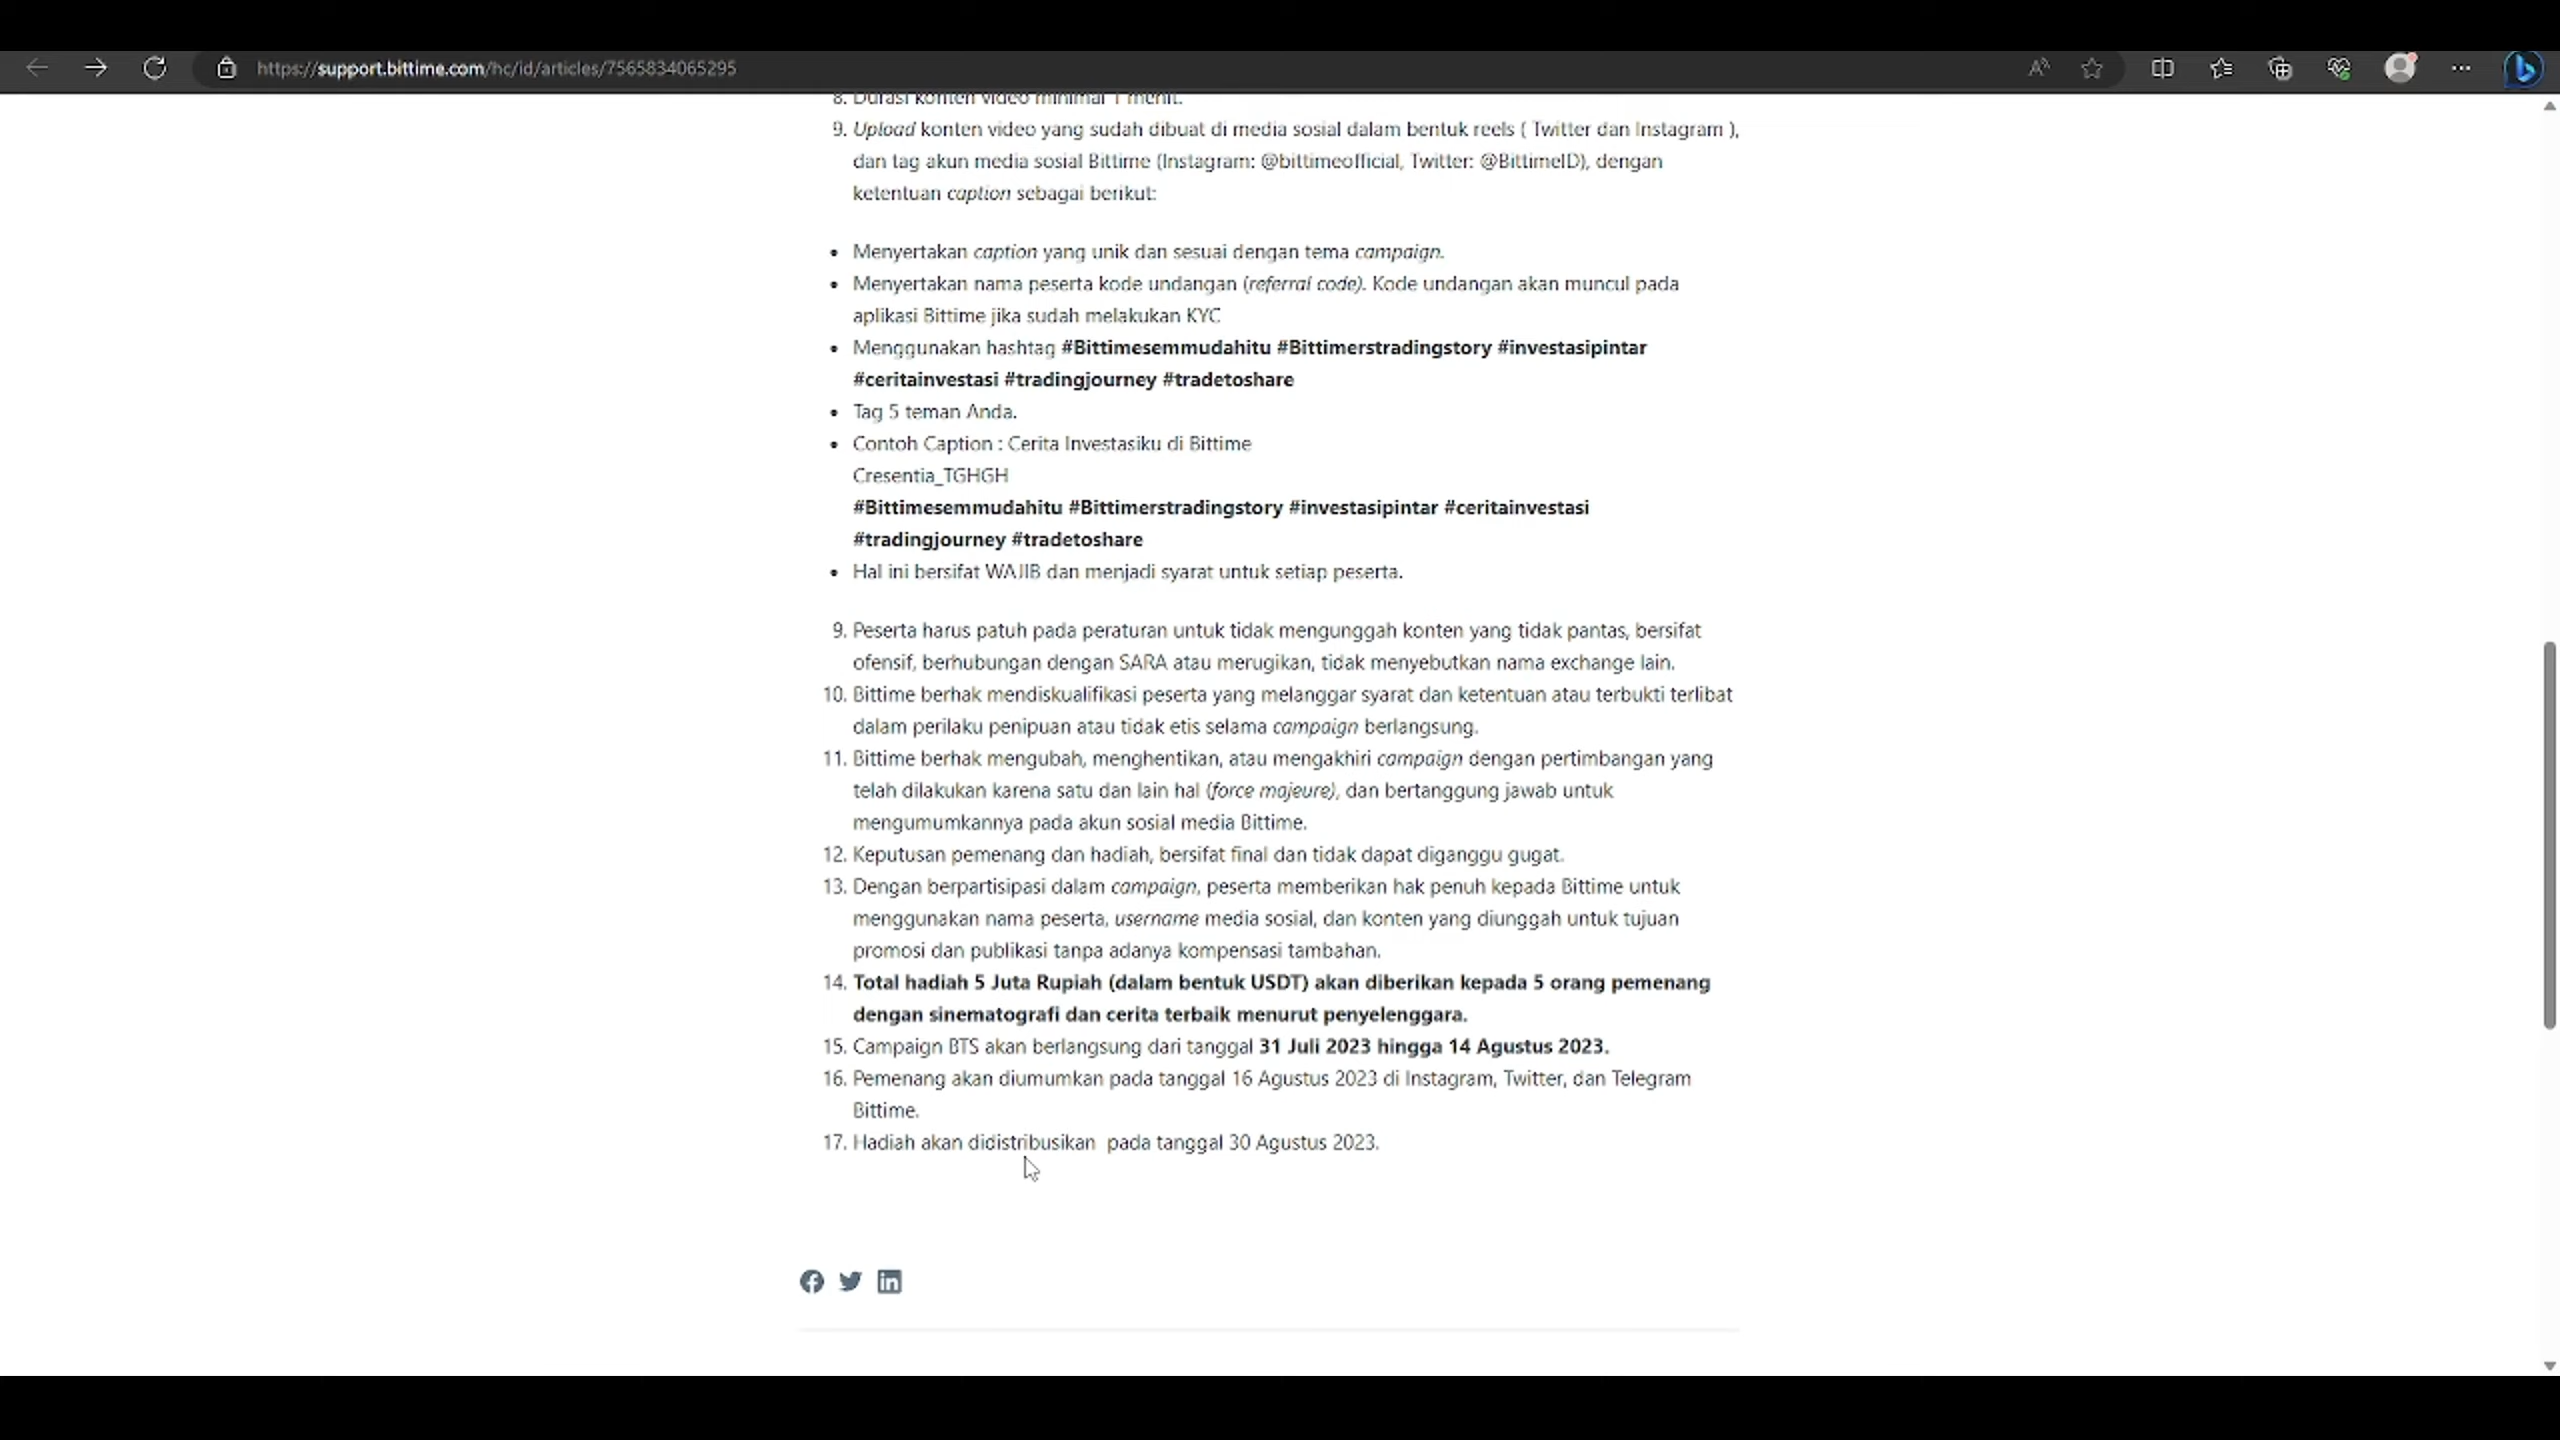 https://support.bittime.com/hc/id/articles/7565834065295
8. Durasi konten video minimal 1 menit.
9. Upload konten video yang sudah dibuat di media sosial dalam bentuk reels ( Twitter dan Instagram ),
dan tag akun media sosial Bittime (Instagram: @bittimeofficial, Twitter: @BittimeID), dengan
ketentuan caption sebagai berikut:
• Menyertakan caption yang unik dan sesuai dengan tema campaign.
• Menyertakan nama peserta kode undangan (referral code). Kode undangan akan muncul pada
aplikasi Bittime jika sudah melakukan KYC
• Menggunakan hashtag #Bittimesemmudahitu #Bittimerstradingstory #investasipintar
#ceritainvestasi #tradingjourney #tradetoshare
• Tag 5 teman Anda.
• Contoh Caption : Cerita Investasiku di Bittime
Cresentia_TGHGH
#Bittimesemmudahitu #Bittimerstradingstory #investasipintar #ceritainvestasi
#tradingjourney #tradetoshare
• Hal ini bersifat WAJIB dan menjadi syarat untuk setiap peserta.
9. Peserta harus patuh pada peraturan untuk tidak mengunggah konten yang tidak pantas, bersifat
ofensif, berhubungan dengan SARA atau merugikan, tidak menyebutkan nama exchange lain.
10. Bittime berhak mendiskualifikasi peserta yang melanggar syarat dan ketentuan atau terbukti terlibat
dalam perilaku penipuan atau tidak etis selama campaign berlangsung.
11. Bittime berhak mengubah, menghentikan, atau mengakhiri campaign dengan pertimbangan yang
telah dilakukan karena satu dan lain hal (force majeure), dan bertanggung jawab untuk
mengumumkannya pada akun sosial media Bittime.
12. Keputusan pemenang dan hadiah, bersifat final dan tidak dapat diganggu gugat.
13. Dengan berpartisipasi dalam campaign, peserta memberikan hak penuh kepada Bittime untuk
menggunakan nama peserta, username media sosial, dan konten yang diunggah untuk tujuan
promosi dan publikasi tanpa adanya kompensasi tambahan.
14. Total hadiah 5 Juta Rupiah (dalam bentuk USDT) akan diberikan kepada 5 orang pemenang
dengan sinematografi dan cerita terbaik menurut penyelenggara.
15. Campaign BTS akan berlangsung dari tanggal 31 Juli 2023 hingga 14 Agustus 2023.
16. Pemenang akan diumumkan pada tanggal 16 Agustus 2023 di Instagram, Twitter, dan Telegram
Bittime.
17. Hadiah akan didistribusikan  pada tanggal 30 Agustus 2023.